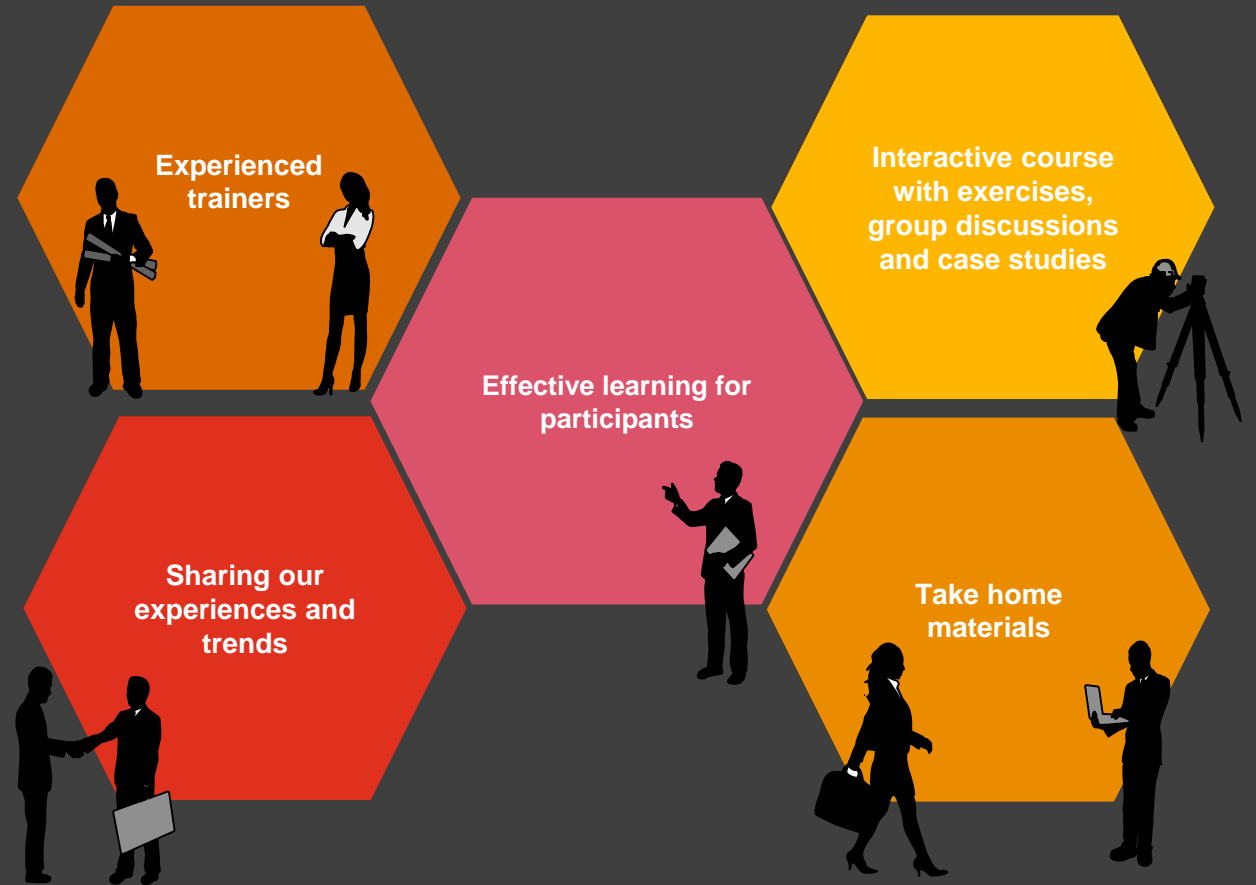 Experienced
trainers
Interactive course
with exercises,
group discussions
and case studies
Effective learning for
participants
Sharing our
experiences and
trends
Take home
materials